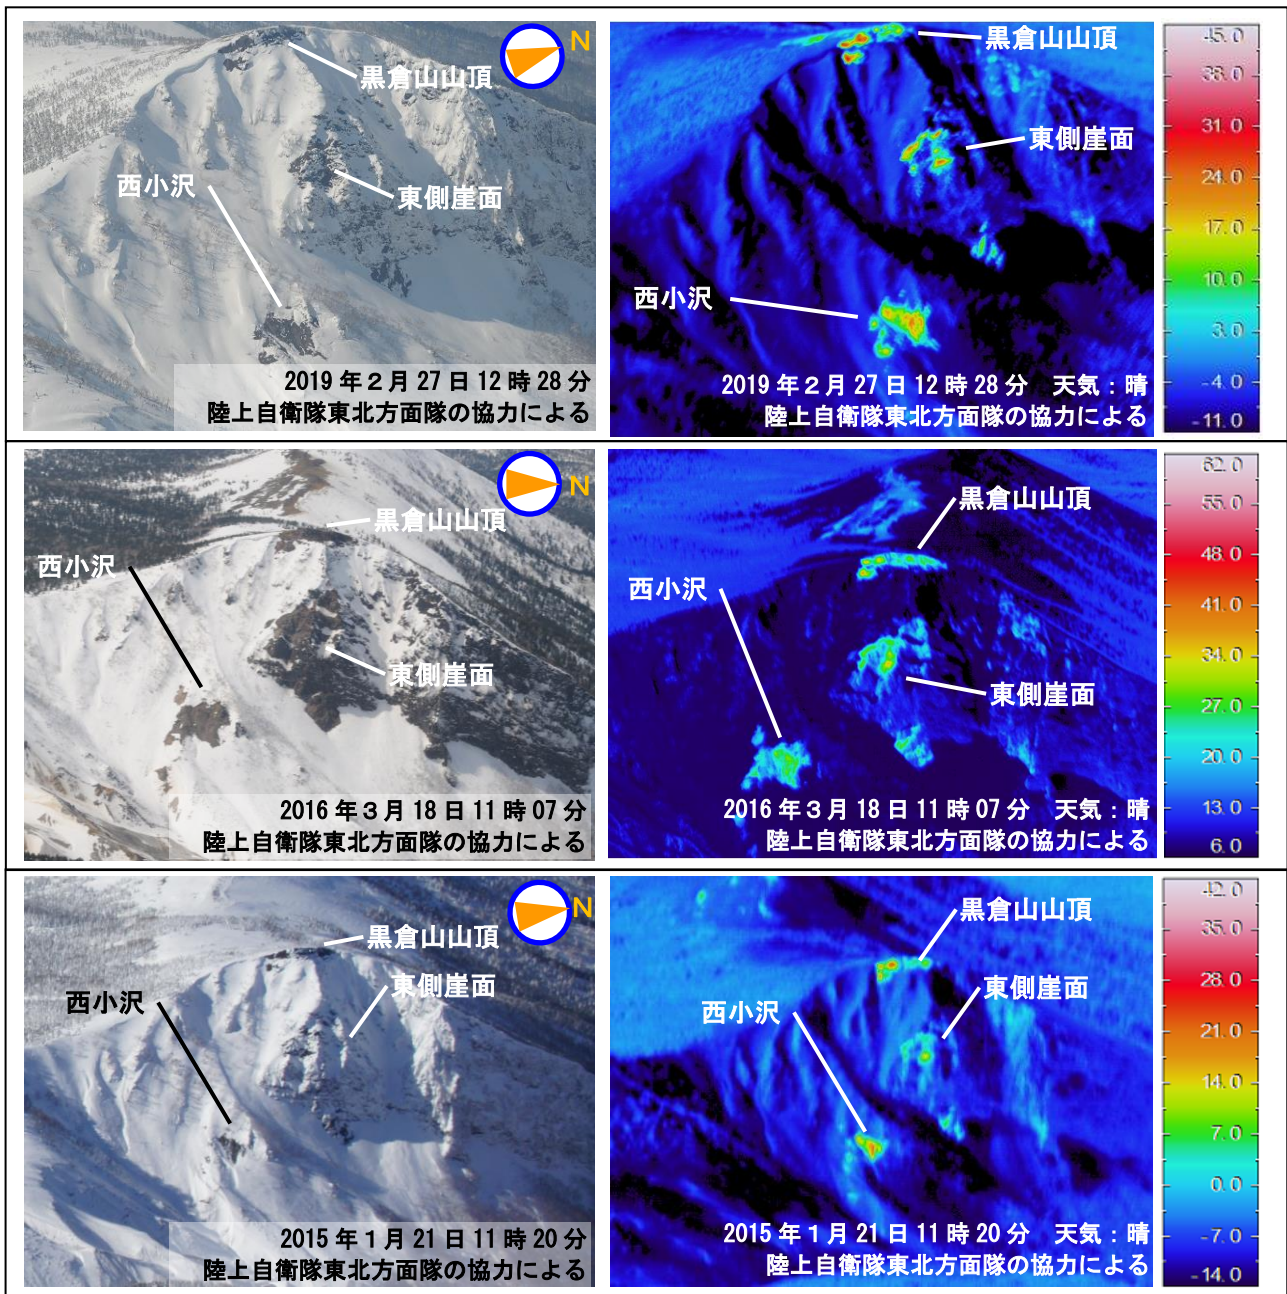 N
黒倉山山頂
西小沢
東側崖面
2019年2月27日12時28分
陸上自衛隊東北方面隊の協力による
黒倉山山頂
東側崖面
西小沢
2019年2月27日12時28分 天気：晴
陸上自衛隊東北方面隊の協力による
45.0
38.0
31.0
24.0
17.0
10.0
3.0
-4.0
-11.0
N
黒倉山山頂
西小沢
東側崖面
2016年3月18日11時07分
陸上自衛隊東北方面隊の協力による
黒倉山山頂
西小沢
東側崖面
2016年3月18日11時07分 天気：晴
陸上自衛隊東北方面隊の協力による
62.0
55.0
48.0
41.0
34.0
27.0
20.0
13.0
6.0
N
黒倉山山頂
東側崖面
西小沢
2015年1月21日11時20分
陸上自衛隊東北方面隊の協力による
黒倉山山頂
東側崖面
西小沢
2015年1月21日11時20分 天気：晴
陸上自衛隊東北方面隊の協力による
42.0
35.0
28.0
21.0
14.0
7.0
0.0
-7.0
-14.0